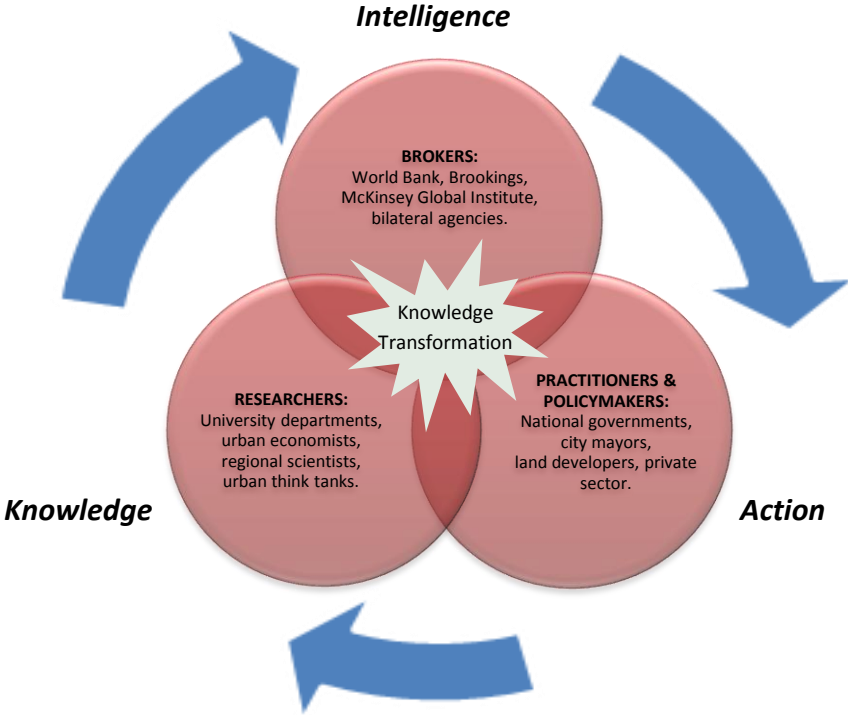 Intelligence
BROKERS:
World Bank, Brookings,
McKinsey Global Institute,
bilateral agencies.
Knowledge
Transformation
RESEARCHERS:
University departments,
urban economists,
regional scientists,
urban think tanks.
PRACTITIONERS &
POLICYMAKERS:
National governments,
city mayors,
land developers, private
sector.
Knowledge
Action